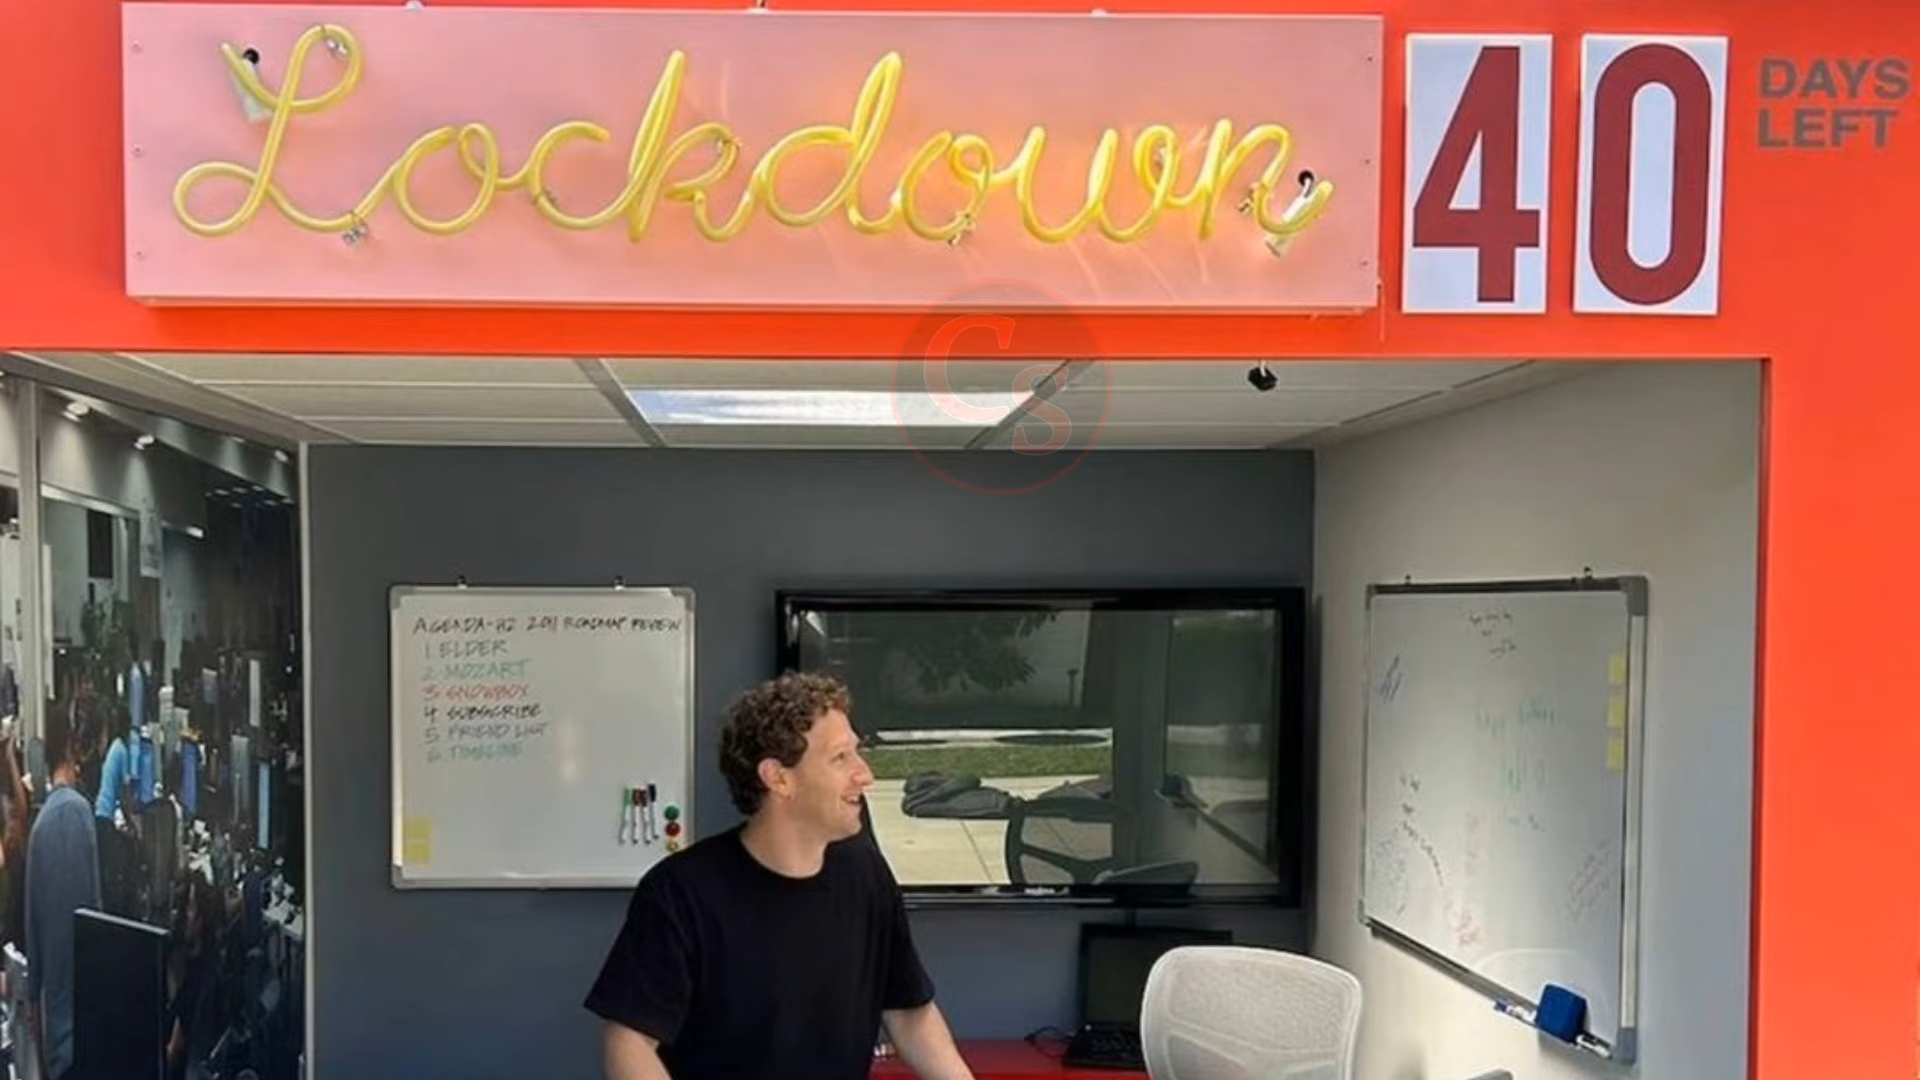 Lockdown
40
DAYS
LEFT
CS
AGENDA-H2 2011 ROADMAP REVIEW
1 ELDER
2 MOZART
3 SNOWBOX
4 SUBSCRIBE
5 FRIEND LIST
6 TIMELINE